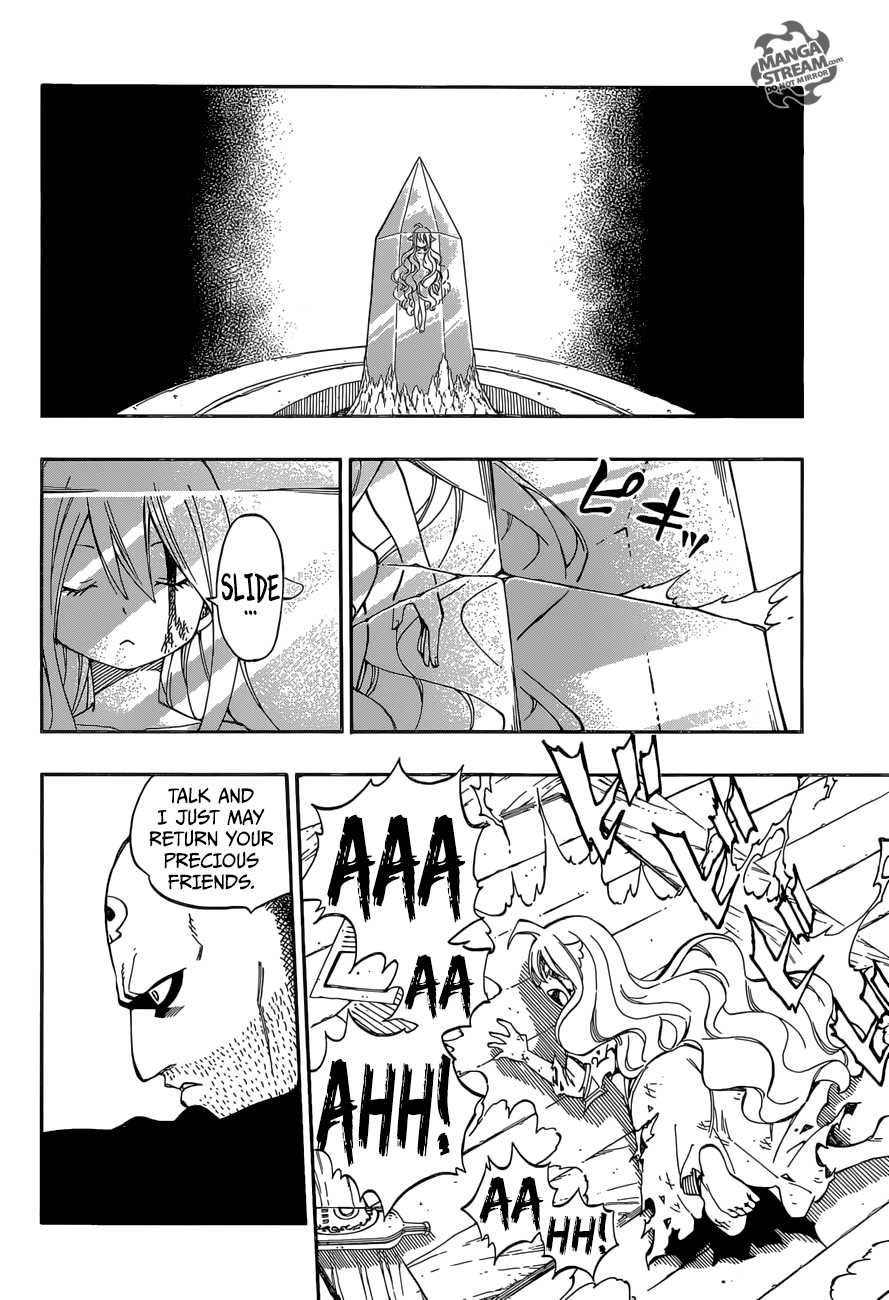 MANGA
STREAM.com
DO NOT MIRROR
SLIDE
...
ピキッ
TALK AND
I JUST MAY
RETURN YOUR
PRECIOUS
FRIENDS.
AAA
AA
AHH!
AA
HH!